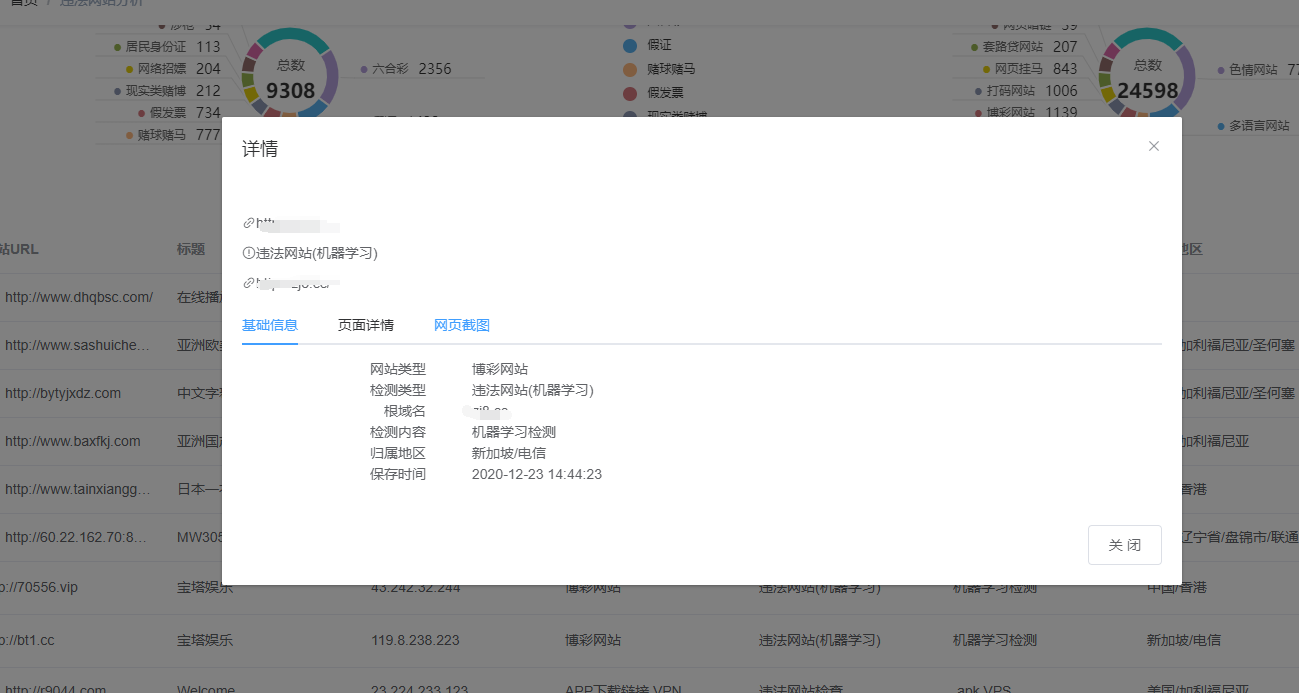 首页 / 违法网站分析
居民身份证 113
网络招嫖 204
现实类赌博 212
假发票 734
赌球赌马 777
总数
9308
六合彩 2356
假证
赌球赌马
假发票
现实类赌博
套路贷网站 207
网页挂马 843
打码网站 1006
博彩网站 1139
总数
24598
色情网站
多语言网站
详情
违法网站(机器学习)
基础信息 页面详情 网页截图
网站类型 博彩网站
检测类型 违法网站(机器学习)
根域名
检测内容 机器学习检测
归属地区 新加坡/电信
保存时间 2020-12-23 14:44:23
关 闭
站URL 标题 地区
http://www.dhqbsc.com/ 在线播
http://www.sashuiche... 亚洲欧 加利福尼亚/圣何塞
http://bytyjxdz.com 中文字 加利福尼亚/圣何塞
http://www.baxfkj.com 亚洲国 加利福尼亚
http://www.tainxiangg... 日本一 香港
http://60.22.162.70:8... MW305 辽宁省/盘锦市/联通
p://70556.vip 宝塔娱乐 43.242.32.244 博彩网站 违法网站(机器学习) 机器学习检测 中国/香港
p://bt1.cc 宝塔娱乐 119.8.238.223 博彩网站 违法网站(机器学习) 机器学习检测 新加坡/电信
http://r9044.com Welcome 23.224.233.123 APP下载链接,VPN 违法网站检查 .apk,VPS 美国/加利福尼亚